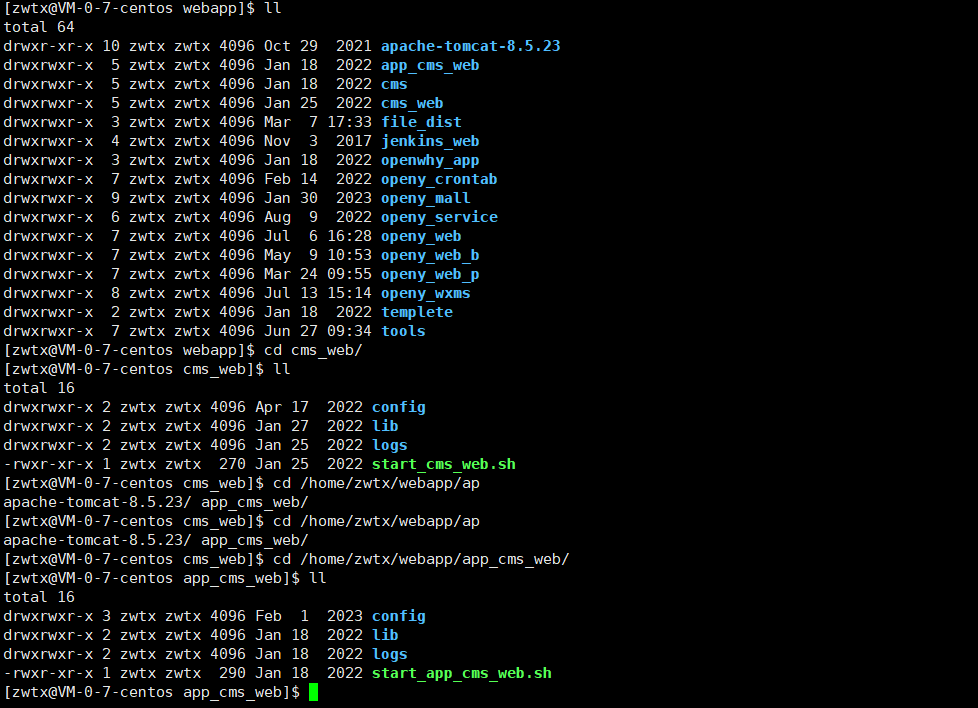 [zwtx@VM-0-7-centos webapp]$ ll
total 64
drwxr-xr-x 10 zwtx zwtx 4096 Oct 29  2021 apache-tomcat-8.5.23
drwxrwxr-x  5 zwtx zwtx 4096 Jan 18  2022 app_cms_web
drwxrwxr-x  5 zwtx zwtx 4096 Jan 18  2022 cms
drwxrwxr-x  5 zwtx zwtx 4096 Jan 25  2022 cms_web
drwxrwxr-x  3 zwtx zwtx 4096 Mar  7 17:33 file_dist
drwxrwxr-x  4 zwtx zwtx 4096 Nov  3  2017 jenkins_web
drwxrwxr-x  3 zwtx zwtx 4096 Jan 18  2022 openwhy_app
drwxrwxr-x  7 zwtx zwtx 4096 Feb 14  2022 openy_crontab
drwxrwxr-x  9 zwtx zwtx 4096 Jan 30  2023 openy_mall
drwxrwxr-x  6 zwtx zwtx 4096 Aug  9  2022 openy_service
drwxrwxr-x  7 zwtx zwtx 4096 Jul  6 16:28 openy_web
drwxrwxr-x  7 zwtx zwtx 4096 May  9 10:53 openy_web_b
drwxrwxr-x  7 zwtx zwtx 4096 Mar 24 09:55 openy_web_p
drwxrwxr-x  8 zwtx zwtx 4096 Jul 13 15:14 openy_wxms
drwxrwxr-x  2 zwtx zwtx 4096 Jan 18  2022 templete
drwxrwxr-x  7 zwtx zwtx 4096 Jun 27 09:34 tools
[zwtx@VM-0-7-centos webapp]$ cd cms_web/
[zwtx@VM-0-7-centos cms_web]$ ll
total 16
drwxrwxr-x 2 zwtx zwtx 4096 Apr 17  2022 config
drwxrwxr-x 2 zwtx zwtx 4096 Jan 27  2022 lib
drwxrwxr-x 2 zwtx zwtx 4096 Jan 25  2022 logs
-rwxr-xr-x 1 zwtx zwtx  270 Jan 25  2022 start_cms_web.sh
[zwtx@VM-0-7-centos cms_web]$ cd /home/zwtx/webapp/ap
apache-tomcat-8.5.23/ app_cms_web/
[zwtx@VM-0-7-centos cms_web]$ cd /home/zwtx/webapp/ap
apache-tomcat-8.5.23/ app_cms_web/
[zwtx@VM-0-7-centos cms_web]$ cd /home/zwtx/webapp/app_cms_web/
[zwtx@VM-0-7-centos app_cms_web]$ ll
total 16
drwxrwxr-x 3 zwtx zwtx 4096 Feb  1  2023 config
drwxrwxr-x 2 zwtx zwtx 4096 Jan 18  2022 lib
drwxrwxr-x 2 zwtx zwtx 4096 Jan 18  2022 logs
-rwxr-xr-x 1 zwtx zwtx  290 Jan 18  2022 start_app_cms_web.sh
[zwtx@VM-0-7-centos app_cms_web]$